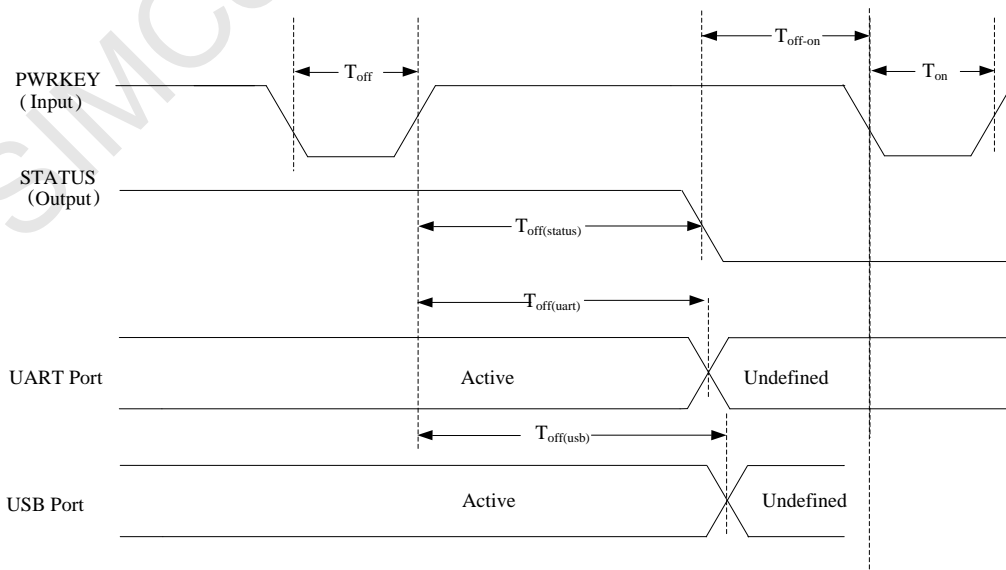 SIMCo
T_off-on
T_off
T_on
PWRKEY
(Input)
STATUS
(Output)
T_off(status)
T_off(uart)
UART Port
Active
Undefined
T_off(usb)
USB Port
Active
Undefined